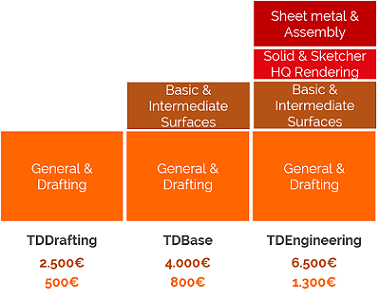 Sheet metal &
Assembly
Solid & Sketcher
HQ Rendering
Basic &
Intermediate
Surfaces
Basic &
Intermediate
Surfaces
General &
Drafting
General &
Drafting
General &
Drafting
TDDrafting
TDBase
TDEngineering
2.500€
4.000€
6.500€
500€
800€
1.300€